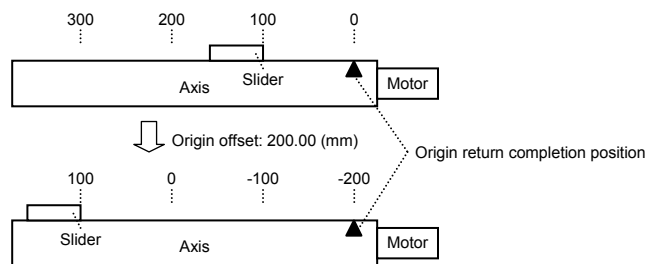 300 200 100 0
Slider
Axis
Motor
Origin offset: 200.00 (mm)
Origin return completion position
100 0 -100 -200
Slider
Axis
Motor